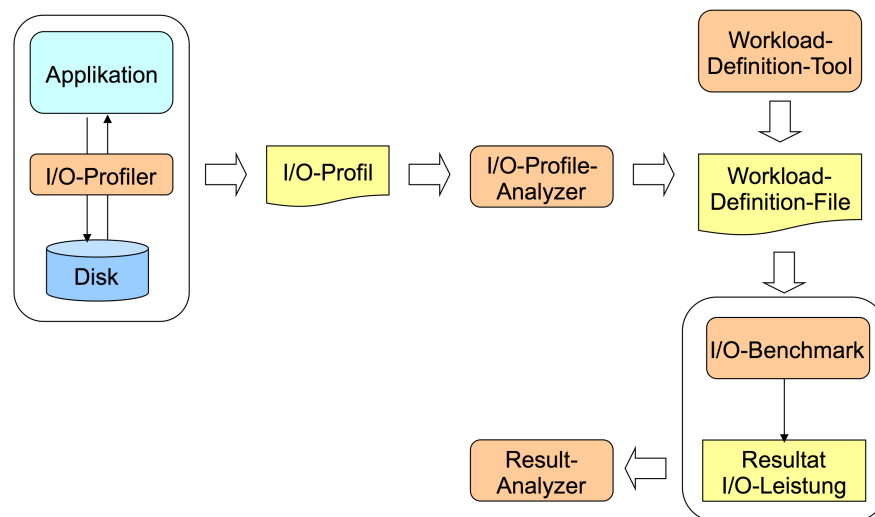 Applikation
I/O-Profiler
Disk
I/O-Profil
I/O-Profile-
Analyzer
Workload-
Definition-Tool
Workload-
Definition-File
I/O-Benchmark
Resultat
I/O-Leistung
Result-
Analyzer